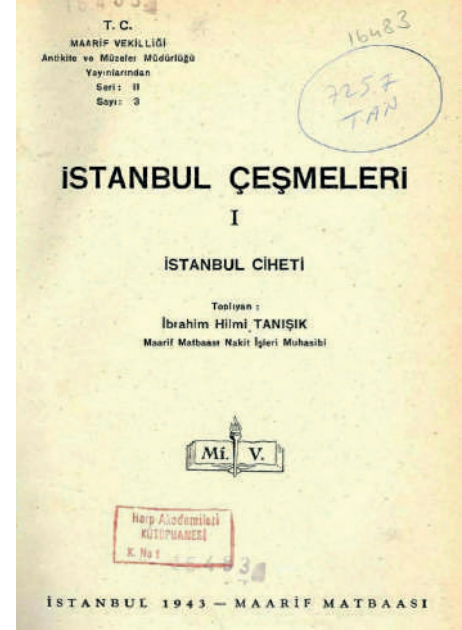 16483
T. C.
MAARİF VEKİLLİĞİ
Antikite ve Müzeler Müdürlüğü
Yayınlarından
Seri: II
Sayı: 3
725.7
TAN
İSTANBUL ÇEŞMELERİ
I
İSTANBUL CİHETİ
Toplıyan :
İbrahim Hilmi TANIŞIK
Maarif Matbaası Nakit İşleri Muhasibi
Mi. V.
Harp Akademileri
KÜTÜPHANESİ
K. No:
16483
İSTANBUL 1943 — MAARİF MATBAASI